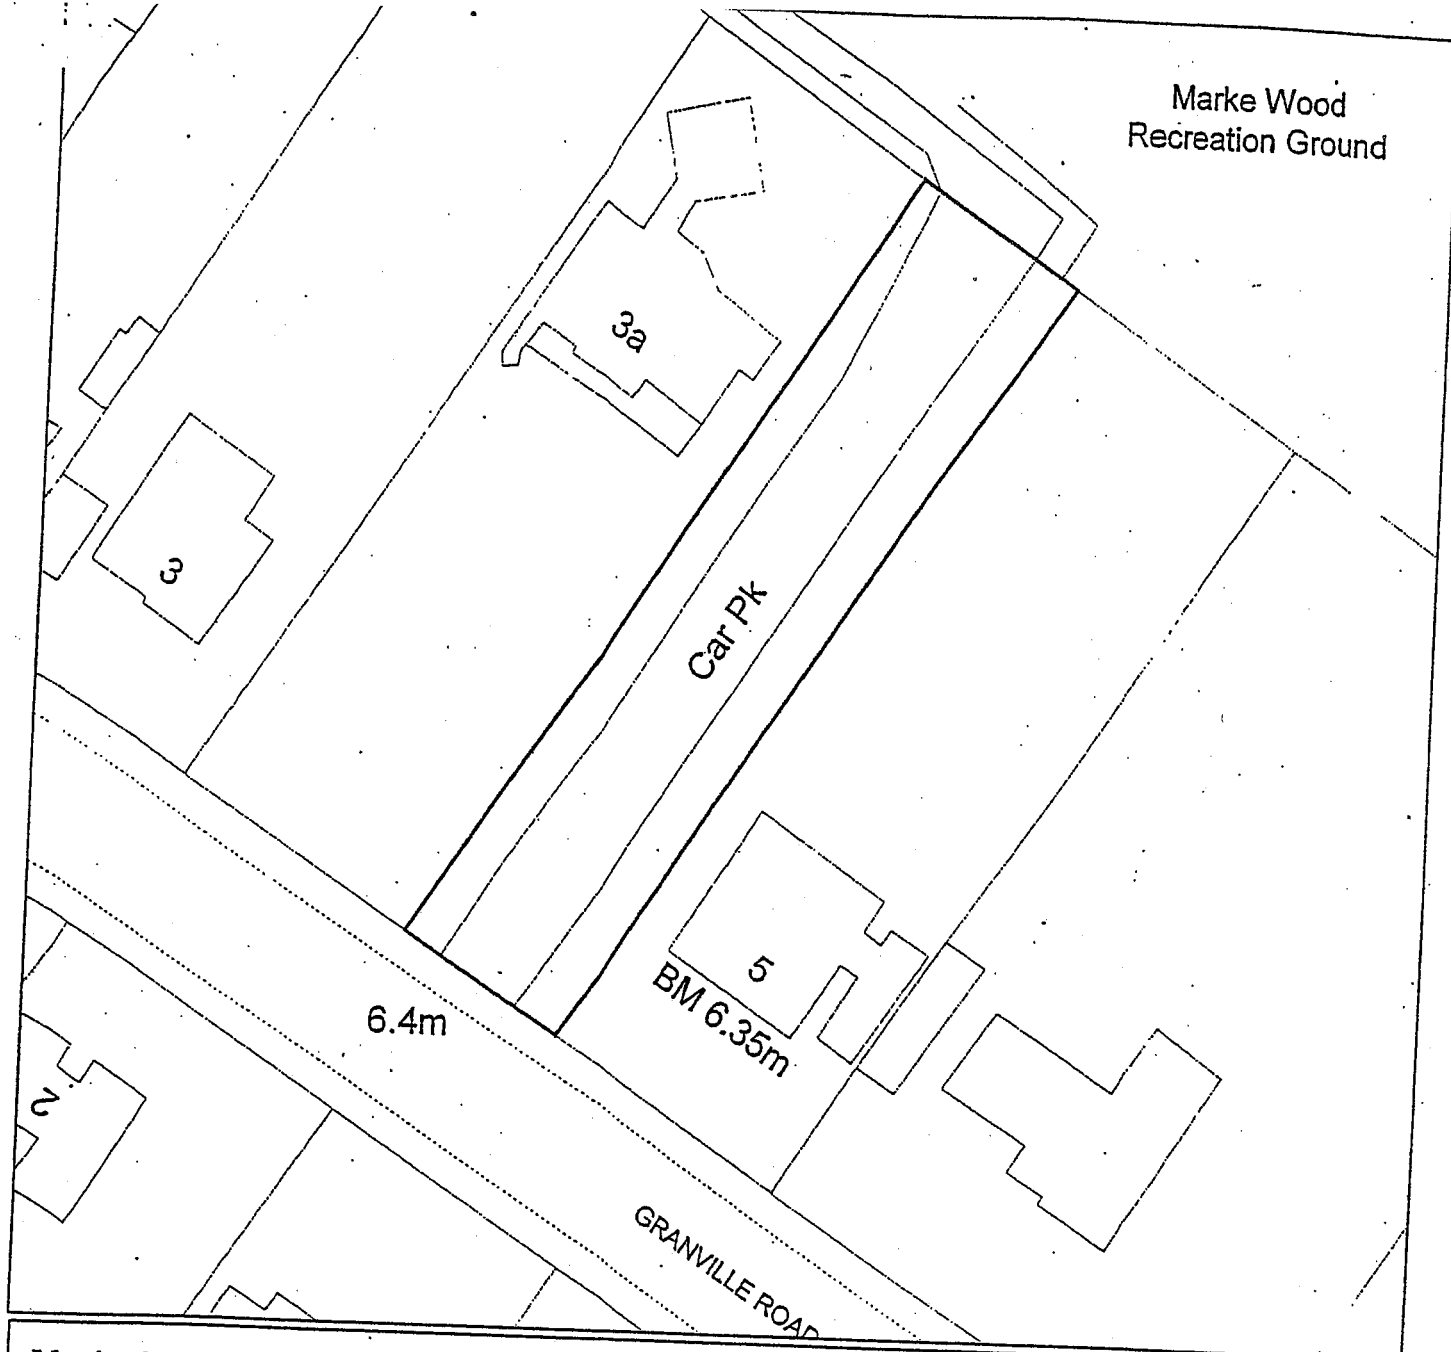 Marke Wood
Recreation Ground
3a
3
Car Pk
5
BM 6.35m
6.4m
2
GRANVILLE ROAD